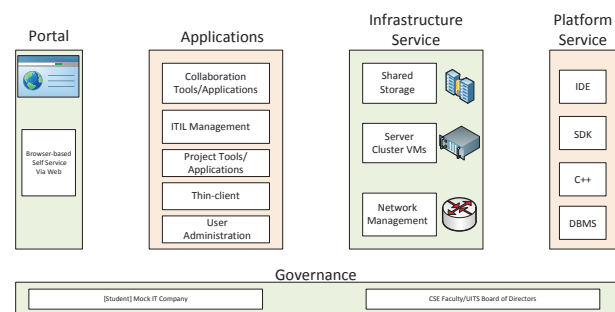 Portal
Browser-based
Self Service
Via Web
Applications
Collaboration
Tools/Applications
ITIL Management
Project Tools/
Applications
Thin-client
User
Administration
Infrastructure
Service
Shared
Storage
Server
Cluster VMs
Network
Management
Platform
Service
IDE
SDK
C++
DBMS
Governance
[Student] Mock IT Company
CSE Faculty/UITS Board of Directors